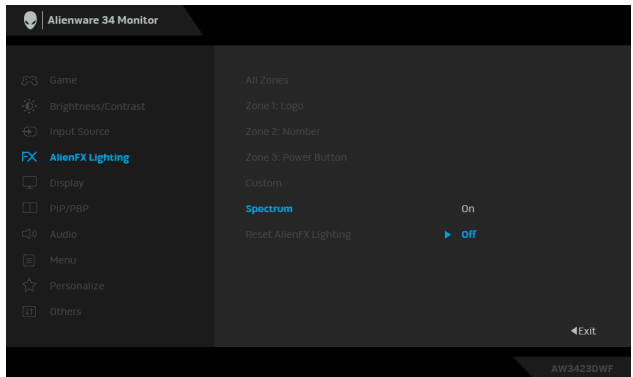 Alienware 34 Monitor
Game
All Zones
Brightness/Contrast
Zone 1: Logo
Input Source
Zone 2: Number
FX AlienFX Lighting
Zone 3: Power Button
Display
Custom
PIP/PBP
Spectrum On
Audio
Reset AlienFX Lighting Off
Menu
Personalize
Others
Exit
AW3423DWF